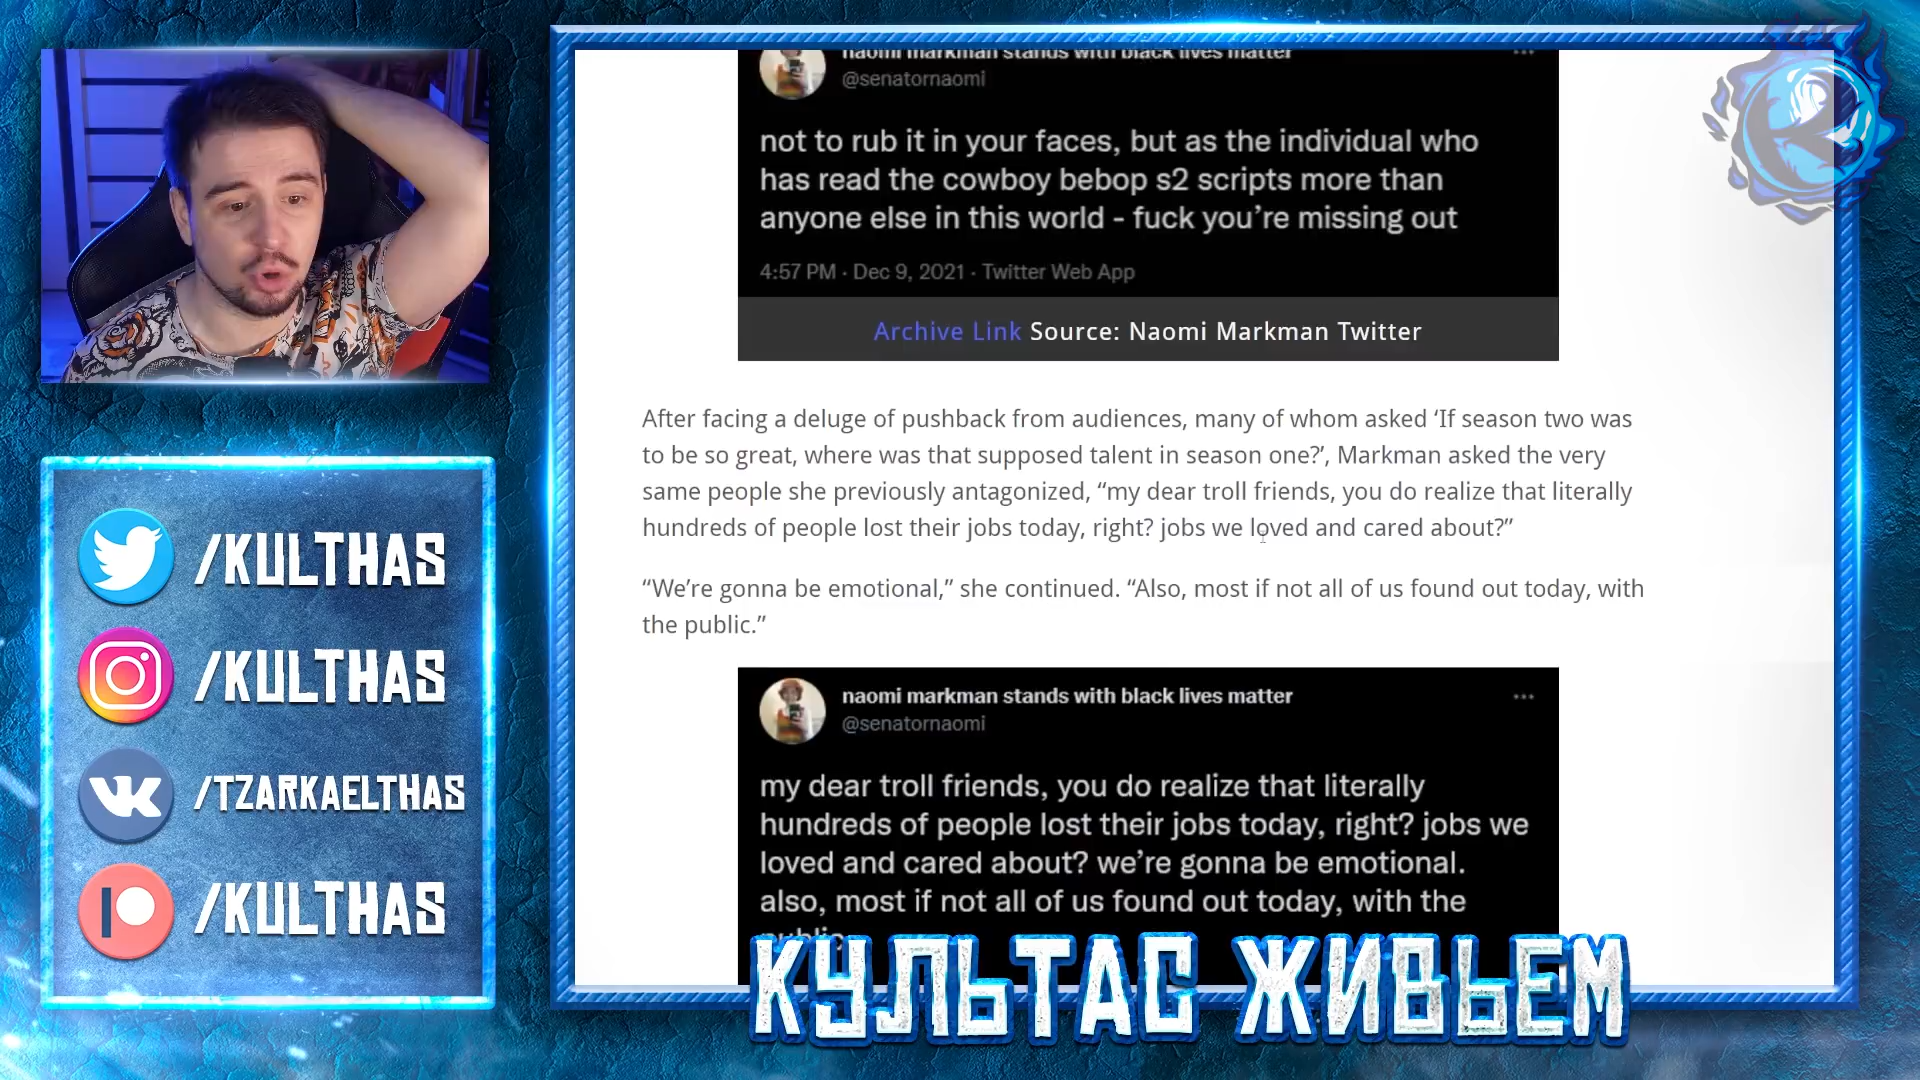 naomi markman stands with black lives matter
@senatornaomi
not to rub it in your faces, but as the individual who
has read the cowboy bebop s2 scripts more than
anyone else in this world - fuck you're missing out
4:57 PM · Dec 9, 2021 · Twitter Web App
Archive Link Source: Naomi Markman Twitter
After facing a deluge of pushback from audiences, many of whom asked ‘If season two was
to be so great, where was that supposed talent in season one?’, Markman asked the very
same people she previously antagonized, “my dear troll friends, you do realize that literally
hundreds of people lost their jobs today, right? jobs we loved and cared about?”
“We’re gonna be emotional,” she continued. “Also, most if not all of us found out today, with
the public.”
naomi markman stands with black lives matter
@senatornaomi
my dear troll friends, you do realize that literally
hundreds of people lost their jobs today, right? jobs we
loved and cared about? we're gonna be emotional.
also, most if not all of us found out today, with the
public.
/KULTHAS
/KULTHAS
/TZARKAELTHAS
/KULTHAS
КУЛЬТАС ЖИВЬЕМ